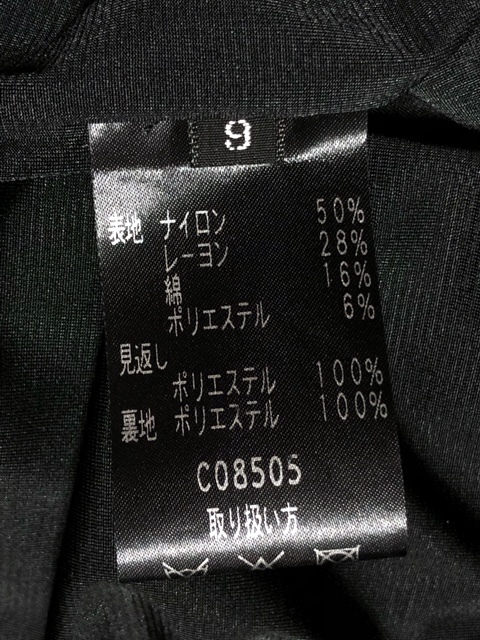 9
表地 ナイロン 50%
レーヨン 28%
綿 16%
ポリエステル 6%
見返し
ポリエステル 100%
裏地 ポリエステル 100%
C08505
取り扱い方